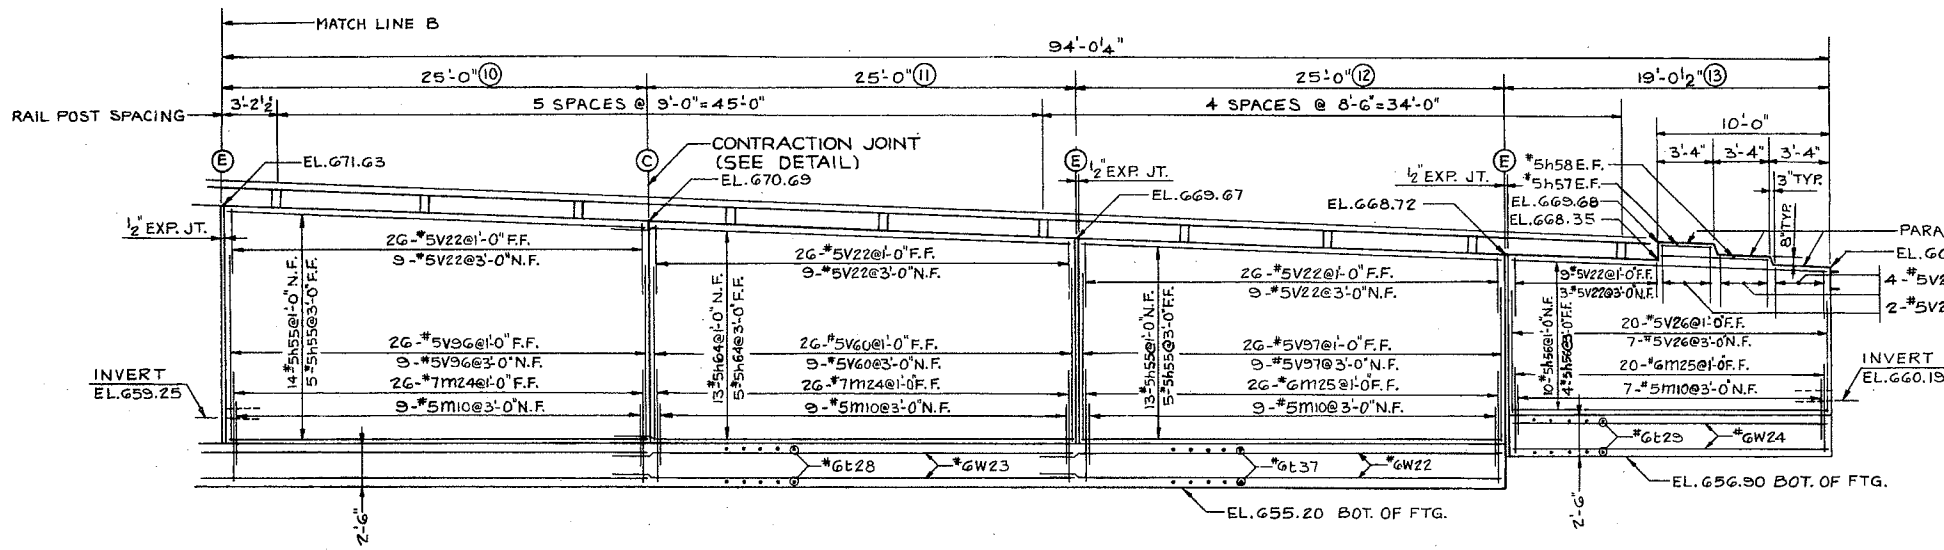 MATCH LINE B
94'-0¼"
25'-0" 10
25'-0" 11
25'-0" 12
19'-0½" 13
RAIL POST SPACING
3'-2½"
5 SPACES @ 9'-0"=45'-0"
4 SPACES @ 8'-6"=34'-0"
10'-0"
3'-4"
3'-4"
3'-4"
E
EL.671.63
C
CONTRACTION JOINT
(SEE DETAIL)
EL.670.69
E
½" EXP. JT.
EL.669.67
½" EXP. JT.
E
EL.668.72
#5h58 E.F.
#5h57 E.F.
EL.669.68
EL.668.35
3" TYP.
8" TYP.
PARA
½" EXP. JT.
26-#5V22@1'-0" F.F.
9-#5V22@3'-0" N.F.
26-#5V22@1'-0" F.F.
9-#5V22@3'-0" N.F.
26-#5V22@1'-0" F.F.
9-#5V22@3'-0" N.F.
9-#5V22@1'-0" F.F.
3-#5V22@3'-0" N.F.
4-#5V2
2-#5V2
14-#5h55@1'-0" N.F.
5-#5h55@3'-0" F.F.
13-#5h64@1'-0" N.F.
5-#5h64@3'-0" F.F.
13-#5h55@1'-0" N.F.
5-#5h55@3'-0" F.F.
10-#5h56@1'-0" N.F.
4-#5h56@3'-0" F.F.
26-#5V96@1'-0" F.F.
9-#5V96@3'-0" N.F.
26-#7m24@1'-0" F.F.
9-#5m10@3'-0" N.F.
26-#5V60@1'-0" F.F.
9-#5V60@3'-0" N.F.
26-#7m24@1'-0" F.F.
9-#5m10@3'-0" N.F.
26-#5V97@1'-0" F.F.
9-#5V97@3'-0" N.F.
26-#6m25@1'-0" F.F.
9-#5m10@3'-0" N.F.
20-#5V26@1'-0" F.F.
7-#5V26@3'-0" N.F.
20-#6m25@1'-0" F.F.
7-#5m10@3'-0" N.F.
INVERT
EL.659.25
INVERT
EL.660.19
#6t28
#6W23
#6t37
#6W22
#6t29
#6W24
2'-6"
2'-6"
EL.655.20 BOT. OF FTG.
EL.656.90 BOT. OF FTG.